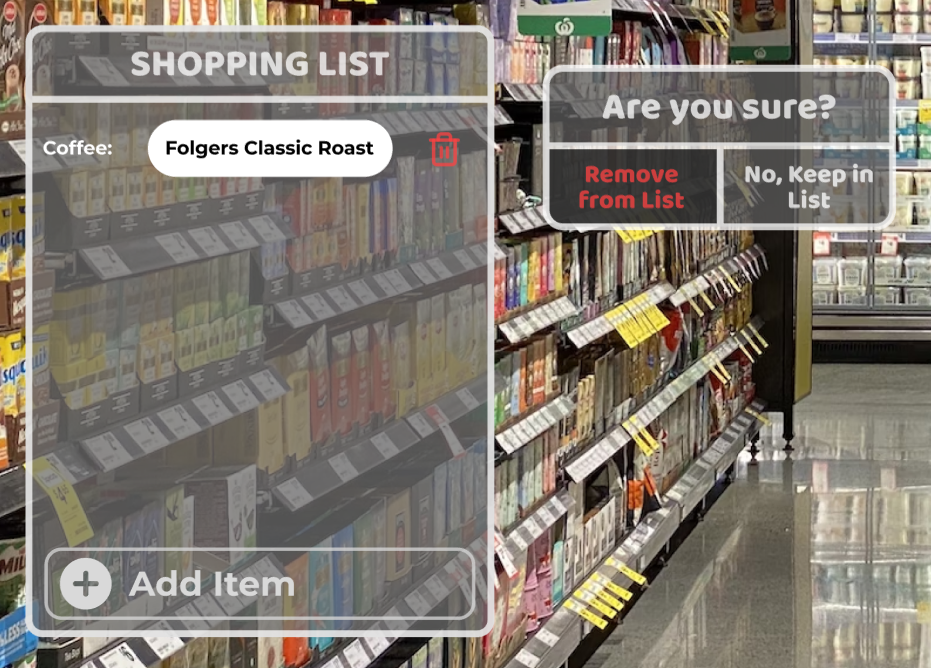 SHOPPING LIST
Coffee:
Folgers Classic Roast
Add Item
Are you sure?
Remove
from List
No, Keep in
List